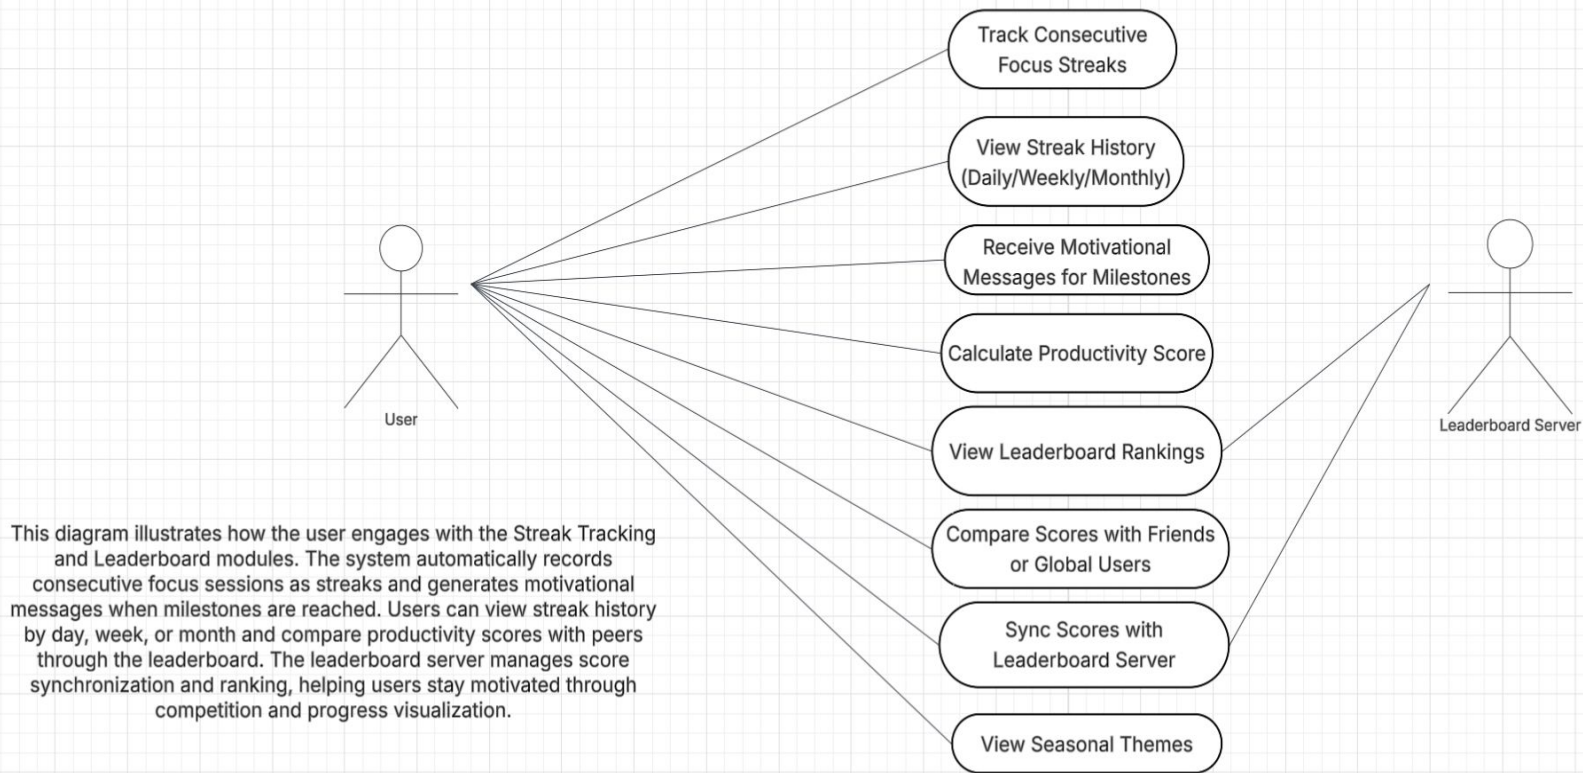 Track Consecutive
Focus Streaks
View Streak History
(Daily/Weekly/Monthly)
Receive Motivational
Messages for Milestones
Calculate Productivity Score
View Leaderboard Rankings
Compare Scores with Friends
or Global Users
Sync Scores with
Leaderboard Server
View Seasonal Themes
User
Leaderboard Server
This diagram illustrates how the user engages with the Streak Tracking
and Leaderboard modules. The system automatically records
consecutive focus sessions as streaks and generates motivational
messages when milestones are reached. Users can view streak history
by day, week, or month and compare productivity scores with peers
through the leaderboard. The leaderboard server manages score
synchronization and ranking, helping users stay motivated through
competition and progress visualization.